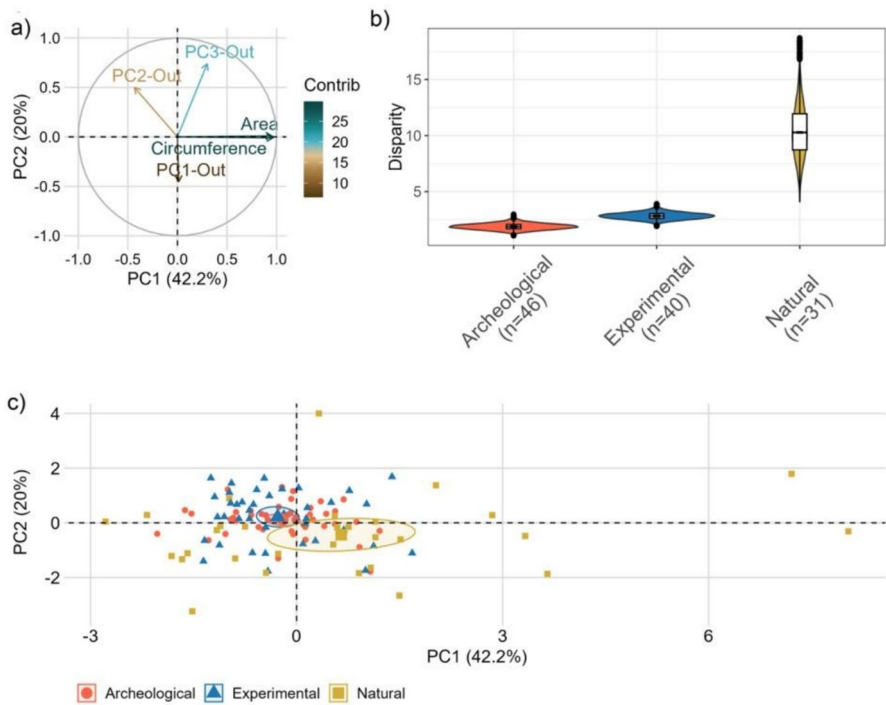 a)
PC2 (20%)
1.0
0.5
0.0
-0.5
-1.0
PC3-Out
PC2-Out
Area
Circumference
PC1-Out
-1.0 -0.5 0.0 0.5 1.0
PC1 (42.2%)
Contrib
25
20
15
10
b)
Disparity
15
10
5
Archeological
(n=46)
Experimental
(n=40)
Natural
(n=31)
c)
PC2 (20%)
4
2
0
-2
-3 0 3 6
PC1 (42.2%)
Archeological Experimental Natural